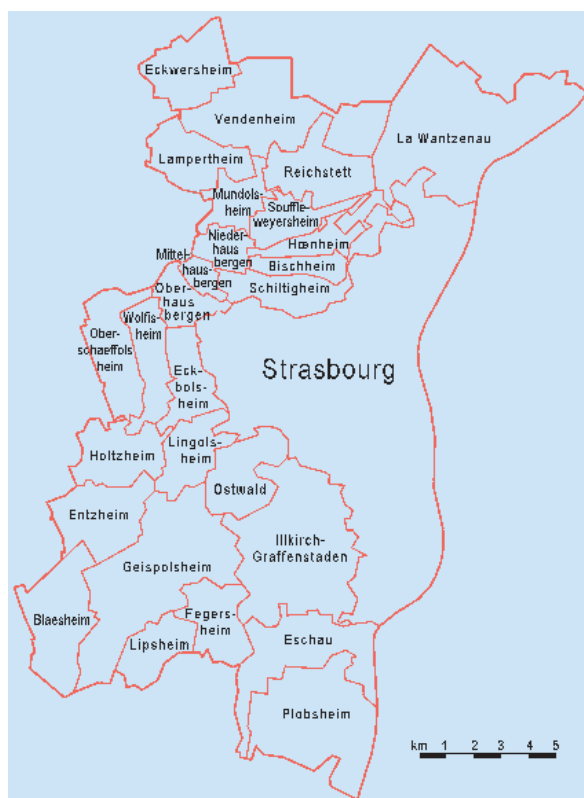 Eckwersheim
Vendenheim
La Wantzenau
Lampertheim
Reichstett
Mundols-
heim
Souffle-
weyersheim
Nieder-
haus
bergen
Hœnheim
Mittel-
haus-
bergen
Bischheim
Schiltigheim
Ober-
haus
bergen
Wolfis-
heim
Ober-
schaeffols
heim
Eck-
bols-
heim
Strasbourg
Holtzheim
Lingols-
heim
Ostwald
Entzheim
Illkirch-
Graffenstaden
Geispolsheim
Blaesheim
Fegers-
heim
Lipsheim
Eschau
Plobsheim
km 1 2 3 4 5